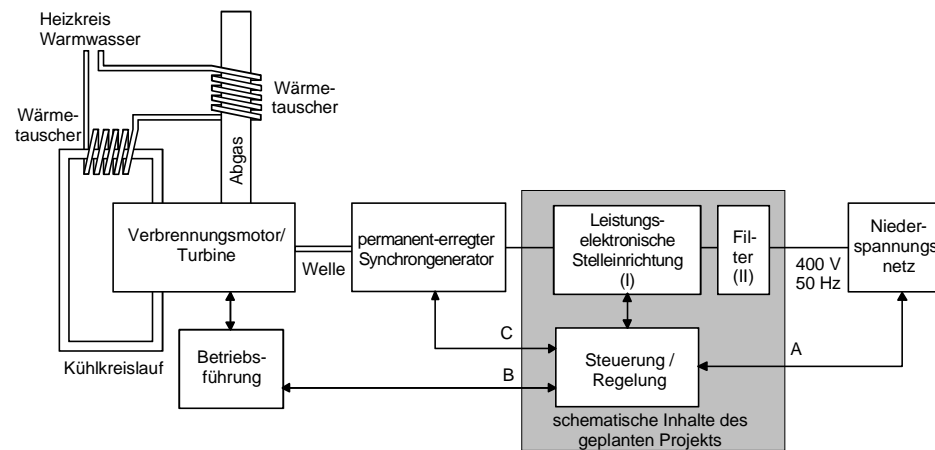 Heizkreis
Warmwasser
Wärme-
tauscher
Wärme-
tauscher
Abgas
Verbrennungsmotor/
Turbine
Welle
permanent-erregter
Synchrongenerator
Leistungs-
elektronische
Stelleinrichtung
(I)
Fil-
ter
(II)
400 V
50 Hz
Nieder-
spannungs
netz
Kühlkreislauf
Betriebs-
führung
C
B
Steuerung /
Regelung
A
schematische Inhalte des
geplanten Projekts